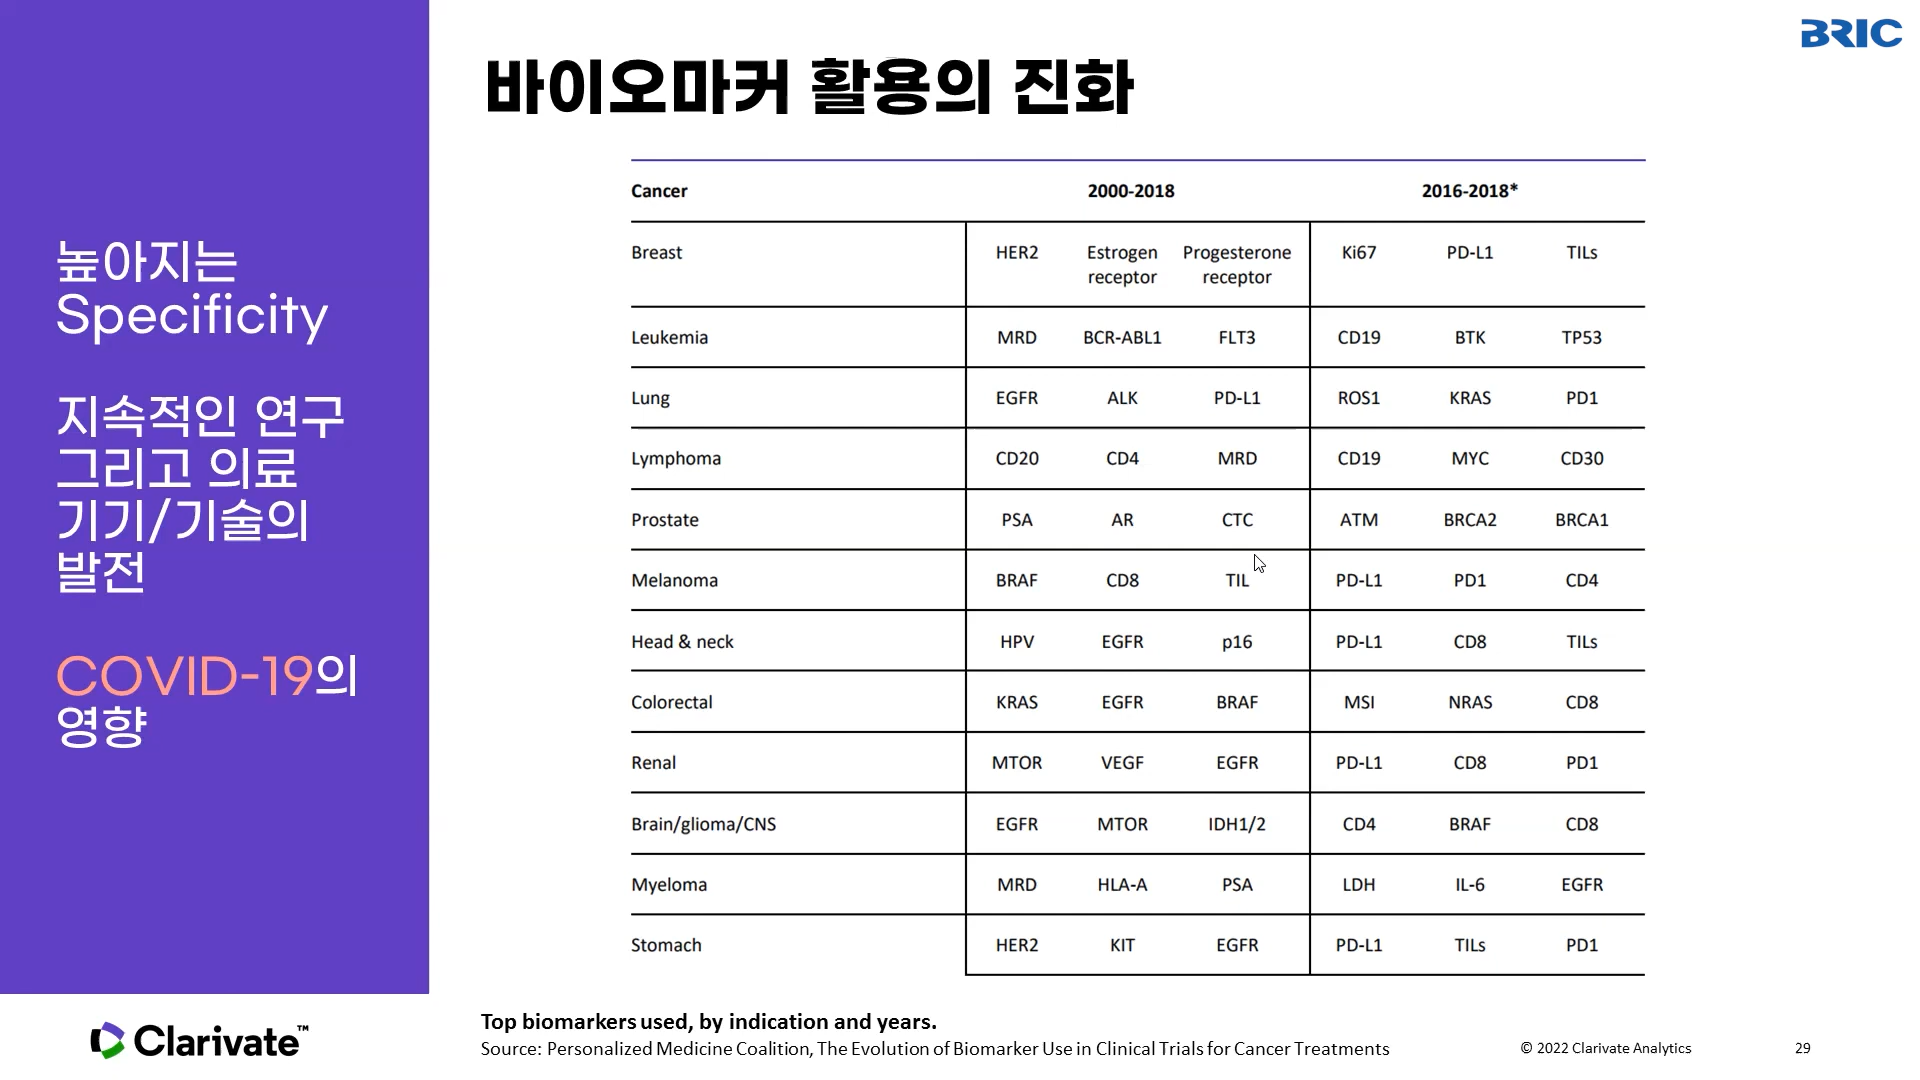 BRIC
바이오마커 활용의 진화
높아지는
Specificity
지속적인 연구
그리고 의료
기기/기술의
발전
COVID-19의
영향
Cancer 2000-2018 2016-2018*
Breast HER2 Estrogen receptor Progesterone receptor Ki67 PD-L1 TILs
Leukemia MRD BCR-ABL1 FLT3 CD19 BTK TP53
Lung EGFR ALK PD-L1 ROS1 KRAS PD1
Lymphoma CD20 CD4 MRD CD19 MYC CD30
Prostate PSA AR CTC ATM BRCA2 BRCA1
Melanoma BRAF CD8 TIL PD-L1 PD1 CD4
Head & neck HPV EGFR p16 PD-L1 CD8 TILs
Colorectal KRAS EGFR BRAF MSI NRAS CD8
Renal MTOR VEGF EGFR PD-L1 CD8 PD1
Brain/glioma/CNS EGFR MTOR IDH1/2 CD4 BRAF CD8
Myeloma MRD HLA-A PSA LDH IL-6 EGFR
Stomach HER2 KIT EGFR PD-L1 TILs PD1
Clarivate™
Top biomarkers used, by indication and years.
Source: Personalized Medicine Coalition, The Evolution of Biomarker Use in Clinical Trials for Cancer Treatments
© 2022 Clarivate Analytics
29